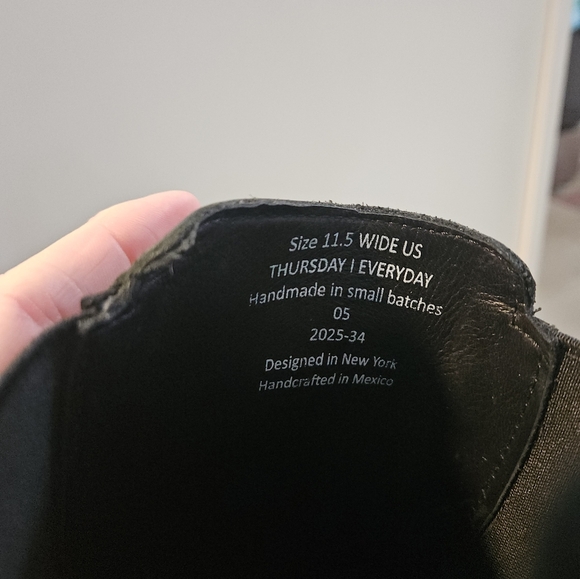 Size 11.5 WIDE US
THURSDAY | EVERYDAY
Handmade in small batches
05
2025-34
Designed in New York
Handcrafted in Mexico